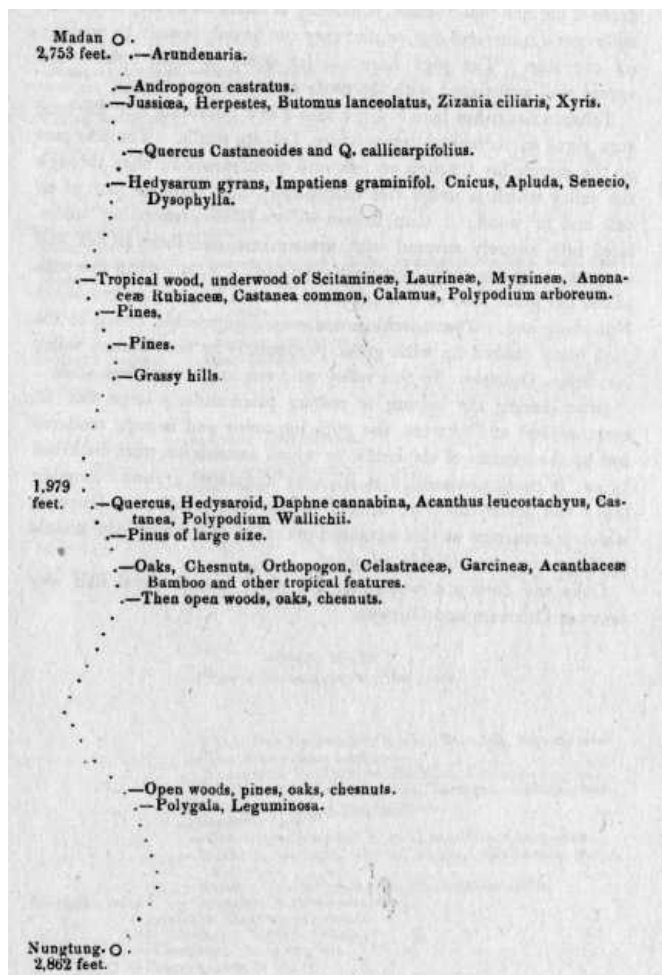 Madan
2,753 feet. .—Arundenaria.
.—Andropogon castratus.
.—Jussiæa, Herpestes, Butomus lanceolatus, Zizania ciliaris, Xyris.
.—Quercus Castaneoides and Q. callicarpifolius.
.—Hedysarum gyrans, Impatiens graminifol. Cnicus, Apluda, Senecio,
Dysophylla.
.—Tropical wood, underwood of Scitamineæ, Laurineæ, Myrsineæ, Anona-
ceæ Rubiaceæ, Castanea common, Calamus, Polypodium arboreum.
.—Pines.
.—Pines.
.—Grassy hills.
1,979
feet. .—Quercus, Hedysaroid, Daphne cannabina, Acanthus leucostachyus, Cas-
tanea, Polypodium Wallichii.
.—Pinus of large size.
.—Oaks, Chesnuts, Orthopogon, Celastraceæ, Garcineæ, Acanthaceæ
Bamboo and other tropical features.
.—Then open woods, oaks, chesnuts.
.—Open woods, pines, oaks, chesnuts.
.—Polygala, Leguminosa.
Nungtung.
2,862 feet.